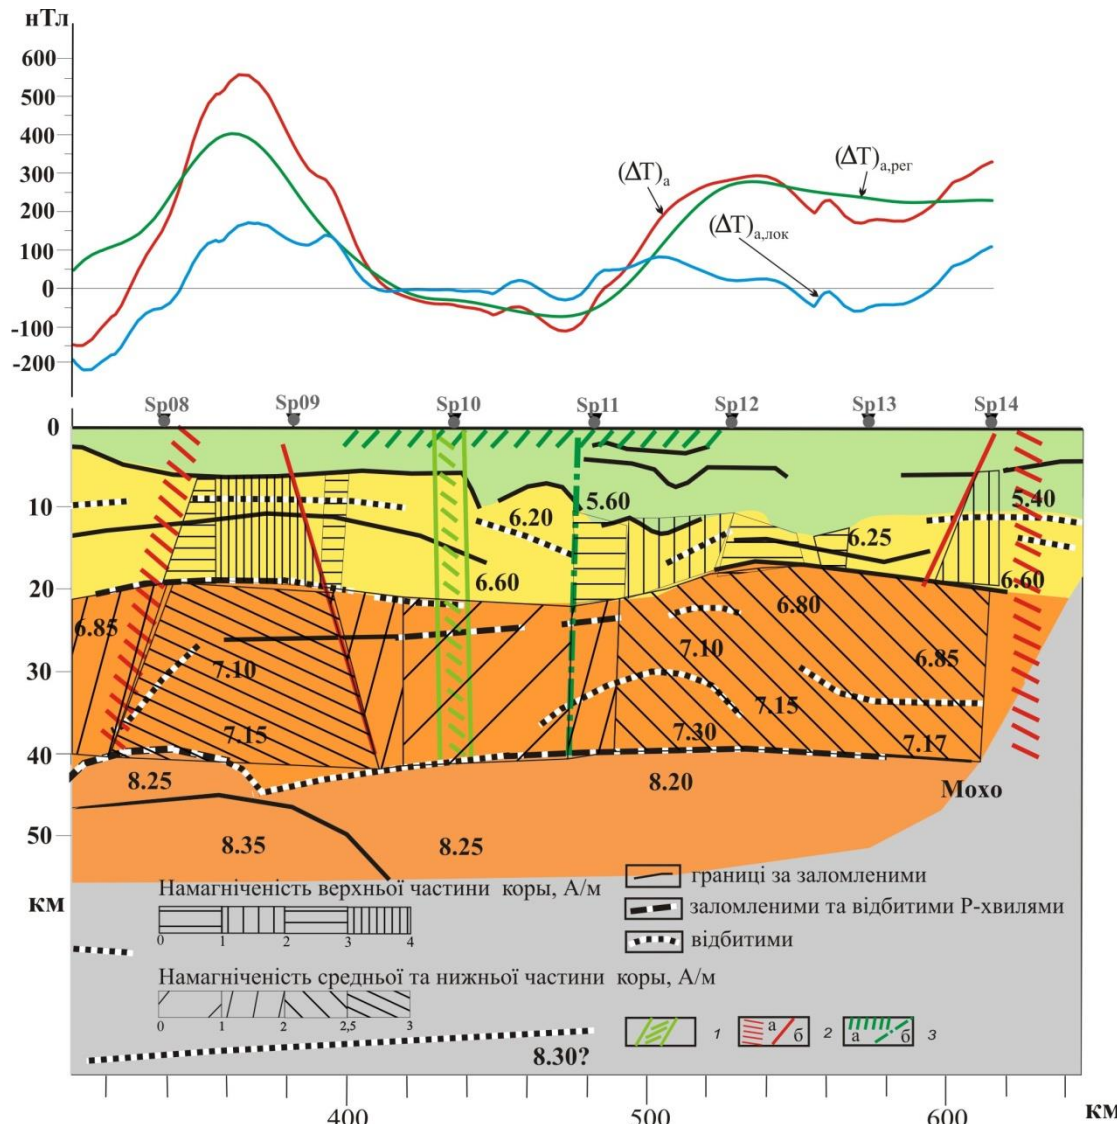 нТл
600
500
400
300
200
100
0
-100
-200
(ΔT)a
(ΔT)a,рег
(ΔT)a,лок
Sp08 Sp09 Sp10 Sp11 Sp12 Sp13 Sp14
0
10
20
30
40
50
км
5.60
5.40
6.20
6.25
6.60
6.60
6.85
6.80
7.10
7.10
6.85
7.15
7.15
7.30
7.17
8.25
8.20
Мохо
8.35
8.25
Намагніченість верхньої частини коры, А/м
0 1 2 3 4
Намагніченість средньої та нижньої частини коры, А/м
0 1 2 2,5 3
границі за заломленими
заломленими та відбитими Р-хвилями
відбитими
8.30?
1
а б 2
а б 3
400 500 600 км